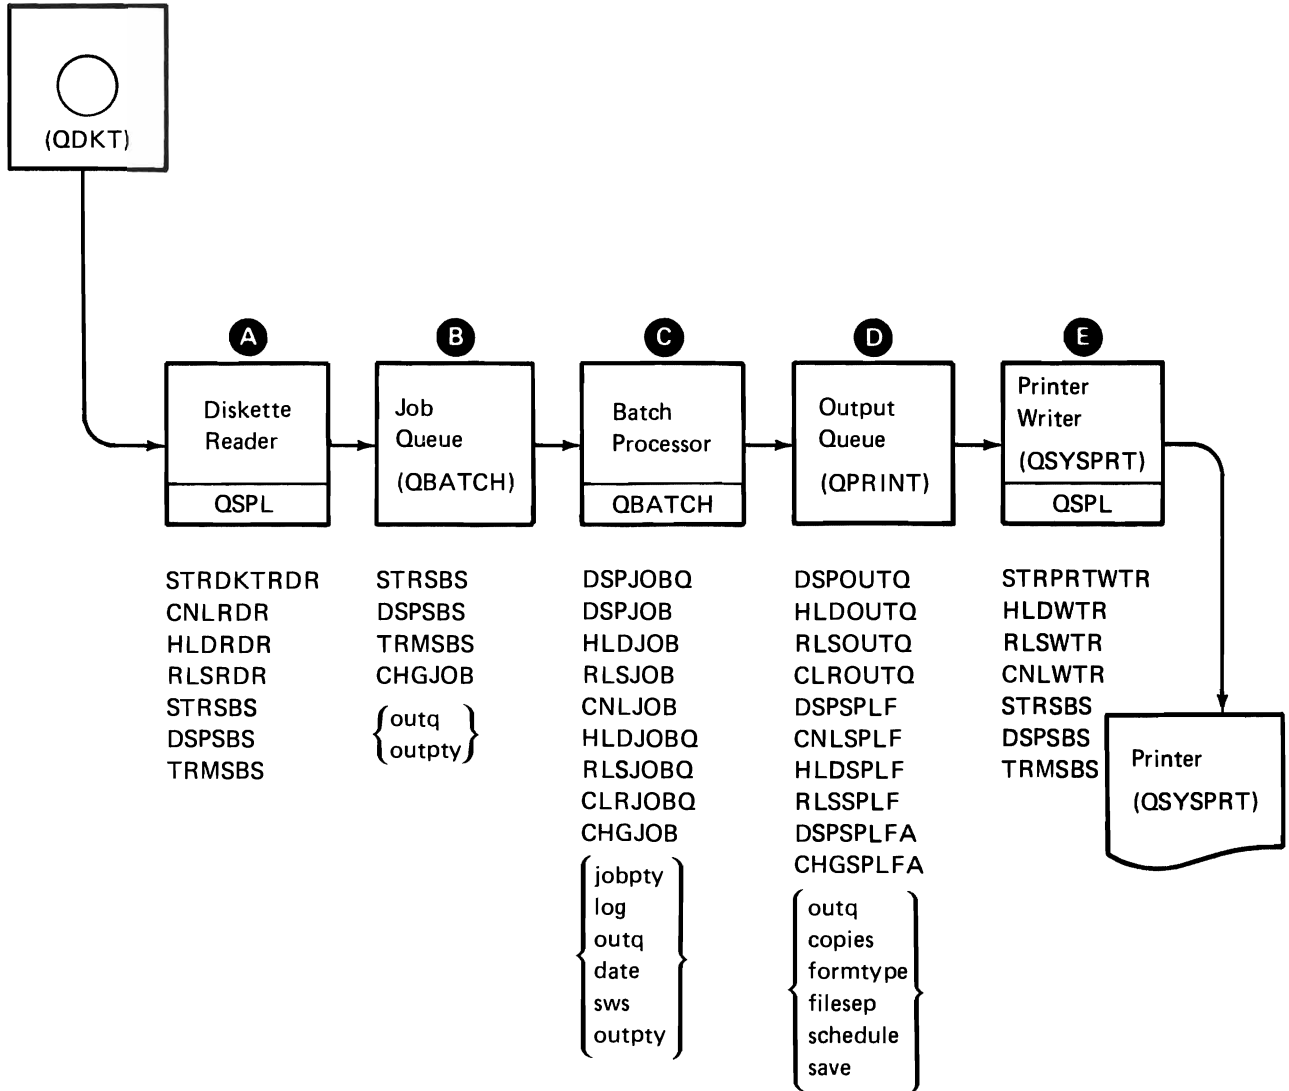 (QDKT)
A
Diskette
Reader
QSPL
STRDKTRDR
CNLRDR
HLDRDR
RLSRDR
STRSBS
DSPSBS
TRMSBS
B
Job
Queue
(QBATCH)
STRSBS
DSPSBS
TRMSBS
CHGJOB
outq
outpty
C
Batch
Processor
QBATCH
DSPJOBQ
DSPJOB
HLDJOB
RLSJOB
CNLJOB
HLDJOBQ
RLSJOBQ
CLRJOBQ
CHGJOB
jobpty
log
outq
date
sws
outpty
D
Output
Queue
(QPRINT)
DSPOUTQ
HLDOUTQ
RLSOUTQ
CLROUTQ
DSPSPLF
CNLSPLF
HLDSPLF
RLSSPLF
DSPSPLFA
CHGSPLFA
outq
copies
formtype
filesep
schedule
save
E
Printer
Writer
(QSYSPRT)
QSPL
STRPRTWTR
HLDWTR
RLSWTR
CNLWTR
STRSBS
DSPSBS
TRMSBS
Printer
(QSYSPRT)